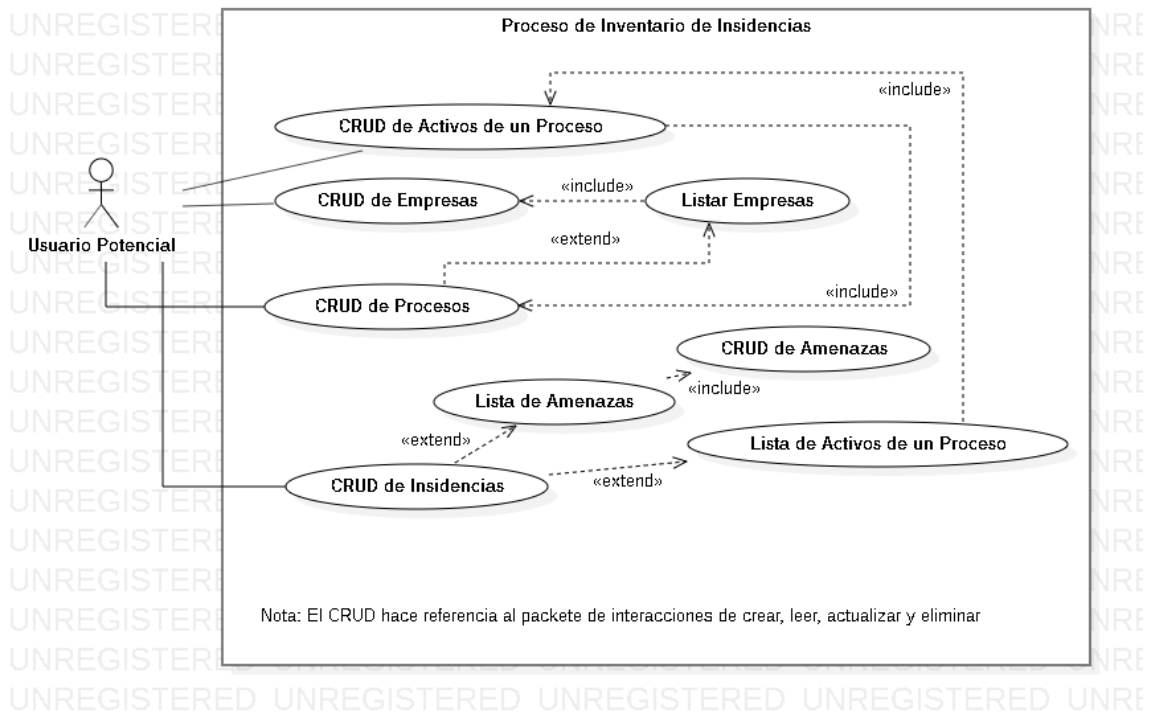 Proceso de Inventario de Insidencias
«include»
CRUD de Activos de un Proceso
«include»
CRUD de Empresas
Listar Empresas
Usuario Potencial
«extend»
«include»
CRUD de Procesos
CRUD de Amenazas
«include»
Lista de Amenazas
«extend»
Lista de Activos de un Proceso
«extend»
CRUD de Insidencias
Nota: El CRUD hace referencia al packete de interacciones de crear, leer, actualizar y eliminar
UNREGISTERED UNREGISTERED UNREGISTERED UNREGISTERED UNRE